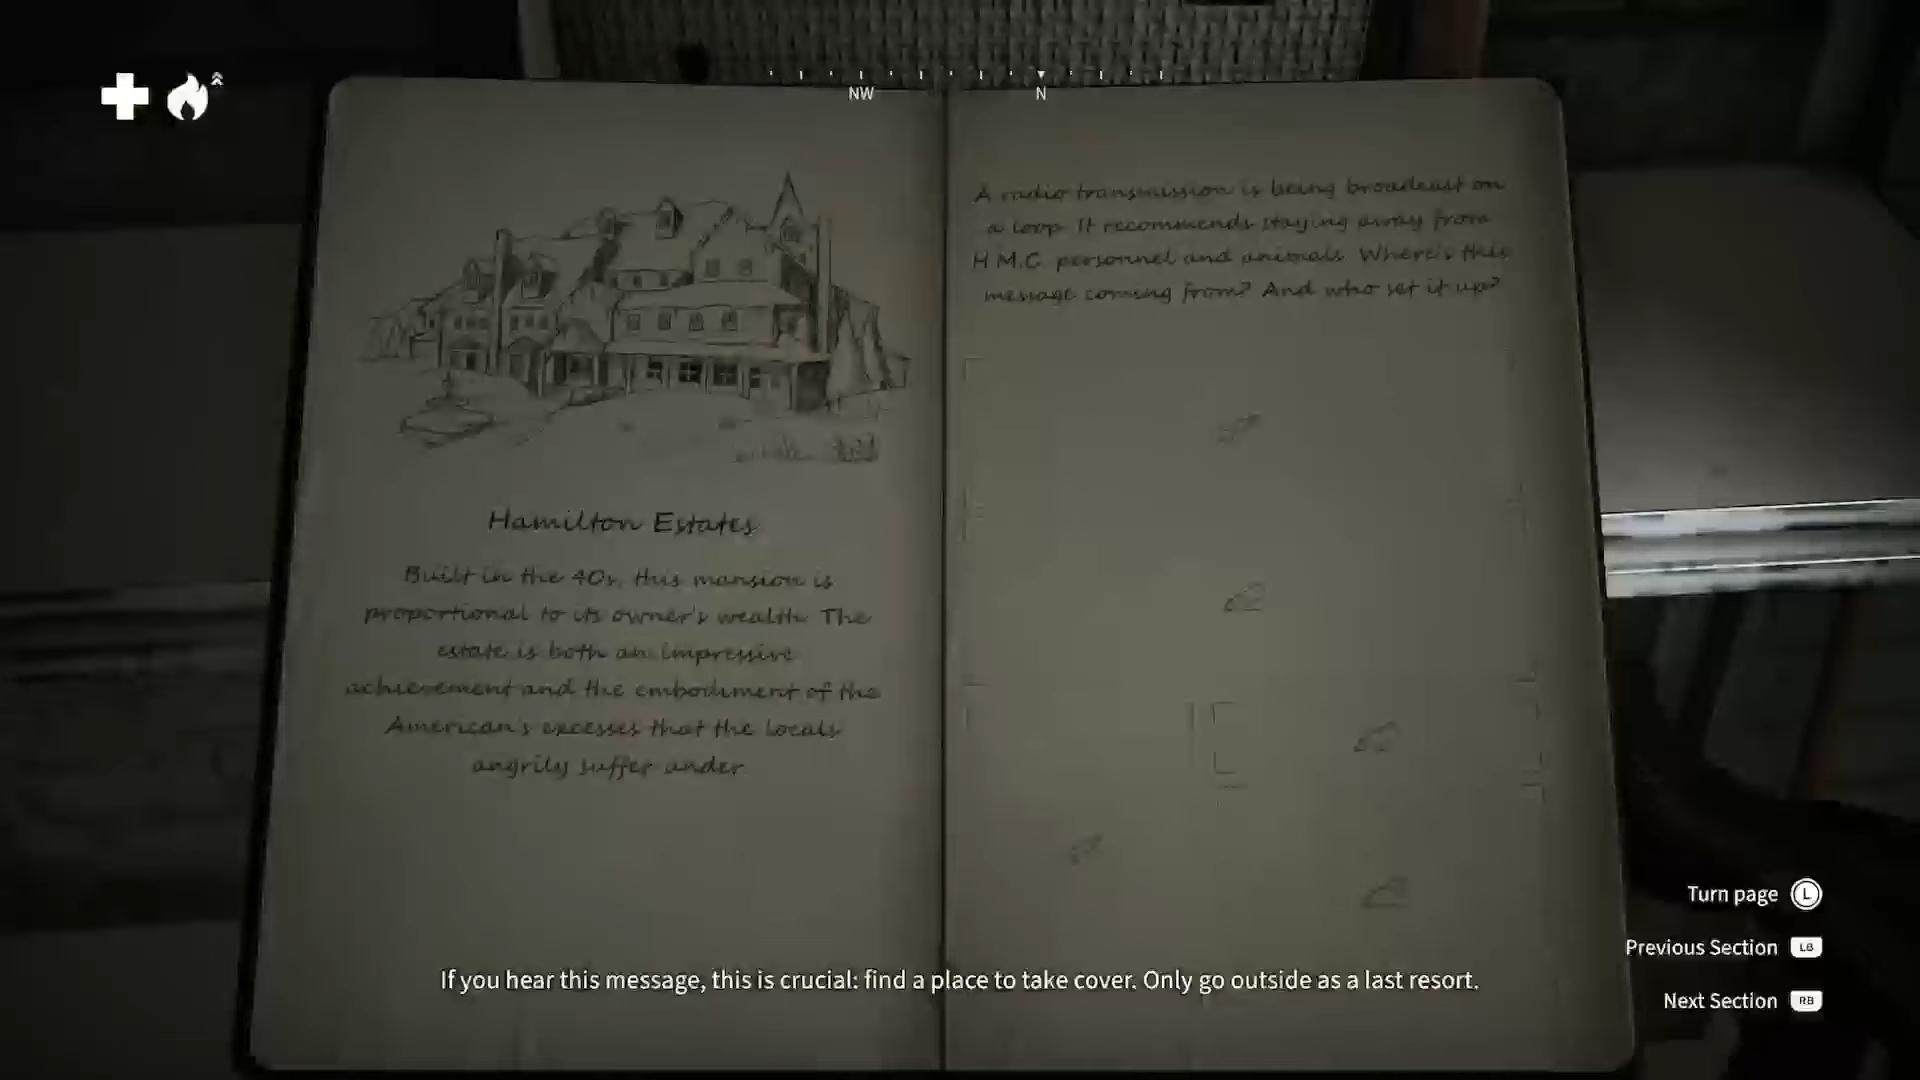 NW
N
Hamilton Estates
Built in the 40s, this mansion is
proportional to its owner's wealth. The
estate is both an impressive
achievement and the embodiment of the
American's excesses that the locals
angrily suffer under.
A radio transmission is being broadcast on
a loop. It recommends staying away from
H.M.C. personnel and animals. Where's this
message coming from? And who set it up?
If you hear this message, this is crucial: find a place to take cover. Only go outside as a last resort.
Turn page L
Previous Section LB
Next Section RB